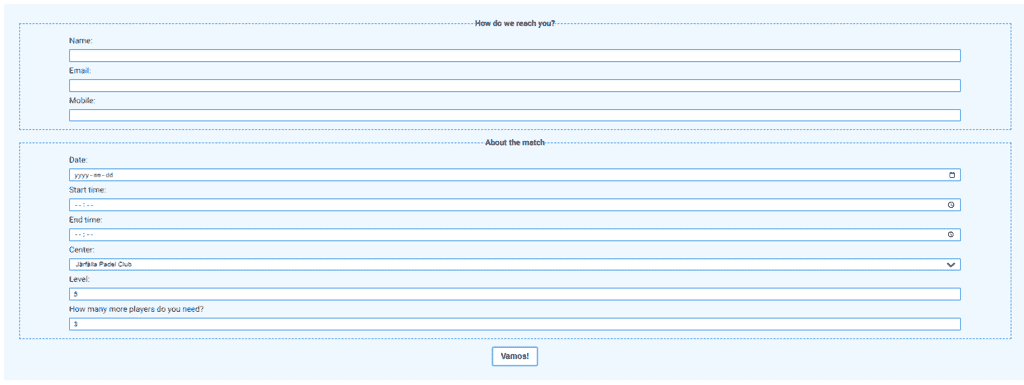 How do we reach you?
Name:
Email:
Mobile:
About the match
Date:
yyyy-mm-dd
Start time:
--:--
End time:
--:--
Center:
Järfälla Padel Club
Level:
5
How many more players do you need?
3
Vamos!